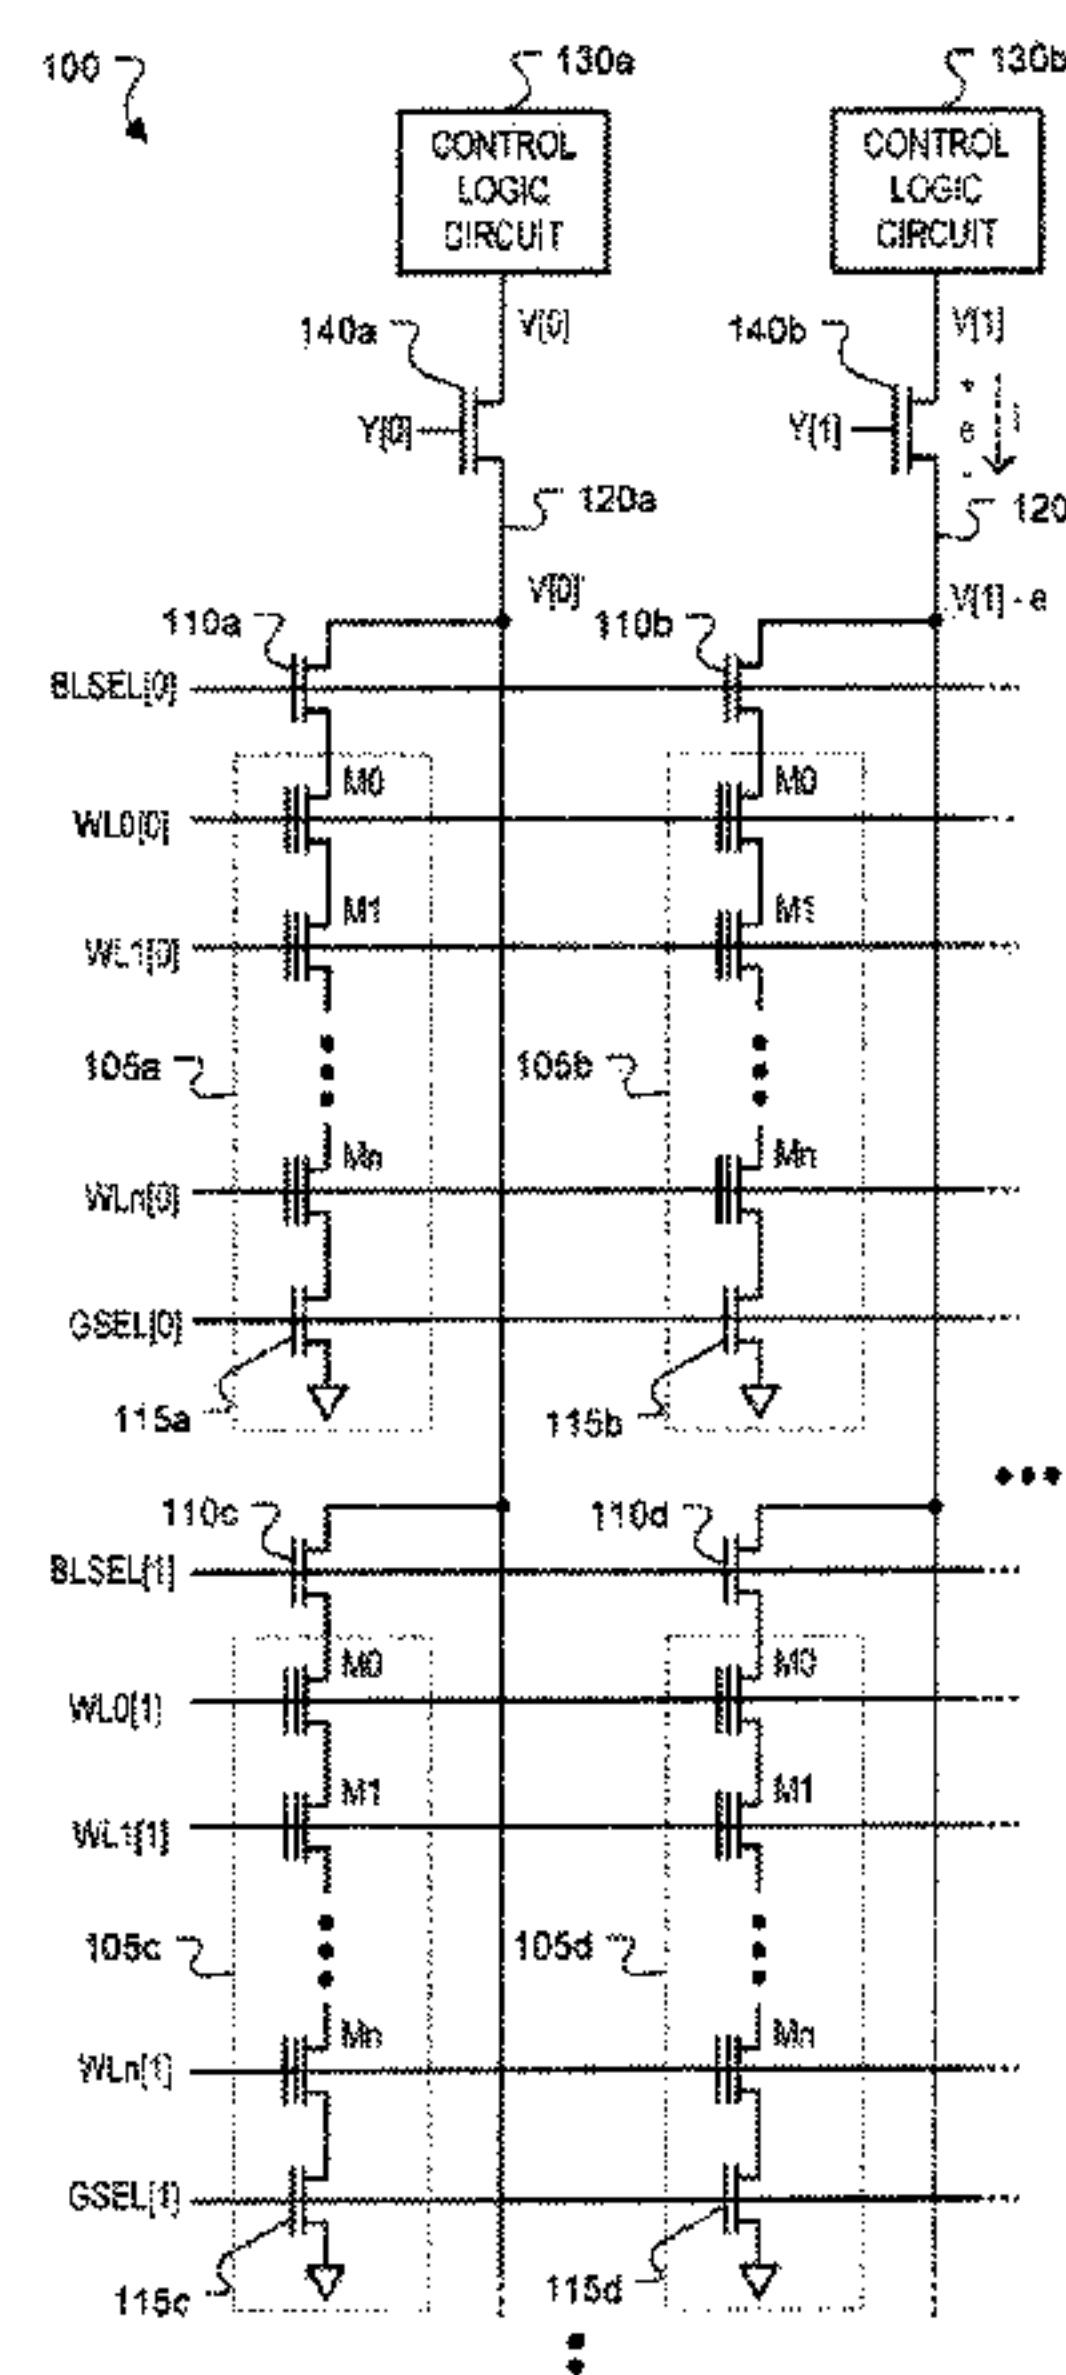 100
130a
130b
CONTROL LOGIC CIRCUIT
CONTROL LOGIC CIRCUIT
140a
V[0]
140b
V[1]
Y[0]
Y[1]
+
e
-
i
120a
120
V[0]'
V[1] - e
110a
110b
BLSEL[0]
M0
M0
WL0[0]
M1
M1
WL1[0]
105a
105b
Mn
Mn
WLn[0]
GSEL[0]
115a
115b
110c
110d
BLSEL[1]
M0
M0
WL0[1]
M1
M1
WL1[1]
105c
105d
Mn
Mn
WLn[1]
GSEL[1]
115c
115d